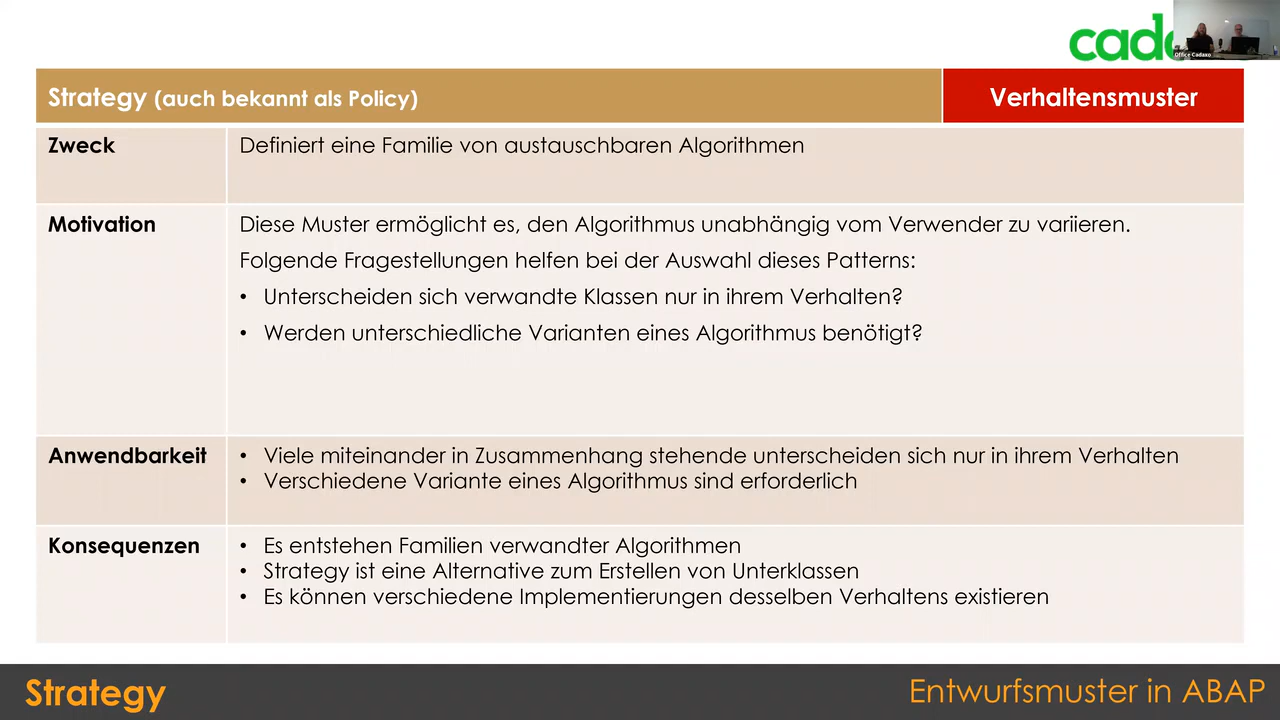 cada
Office Cadaxo
Strategy (auch bekannt als Policy)
Verhaltensmuster
Zweck
Definiert eine Familie von austauschbaren Algorithmen
Motivation
Diese Muster ermöglicht es, den Algorithmus unabhängig vom Verwender zu variieren.
Folgende Fragestellungen helfen bei der Auswahl dieses Patterns:
• Unterscheiden sich verwandte Klassen nur in ihrem Verhalten?
• Werden unterschiedliche Varianten eines Algorithmus benötigt?
Anwendbarkeit
• Viele miteinander in Zusammenhang stehende unterscheiden sich nur in ihrem Verhalten
• Verschiedene Variante eines Algorithmus sind erforderlich
Konsequenzen
• Es entstehen Familien verwandter Algorithmen
• Strategy ist eine Alternative zum Erstellen von Unterklassen
• Es können verschiedene Implementierungen desselben Verhaltens existieren
Strategy
Entwurfsmuster in ABAP